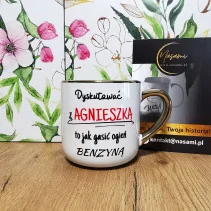 Dyskutować
z AGNIESZKĄ
to jak gasić ogień
BENZYNĄ
Nasami
Twoja historia!
kontakt@nasami.pl